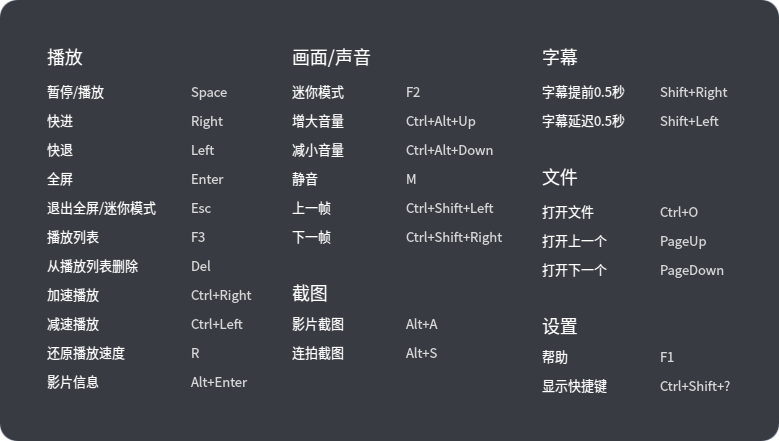 播放
暂停/播放 Space
快进 Right
快退 Left
全屏 Enter
退出全屏/迷你模式 Esc
播放列表 F3
从播放列表删除 Del
加速播放 Ctrl+Right
减速播放 Ctrl+Left
还原播放速度 R
影片信息 Alt+Enter
画面/声音
迷你模式 F2
增大音量 Ctrl+Alt+Up
减小音量 Ctrl+Alt+Down
静音 M
上一帧 Ctrl+Shift+Left
下一帧 Ctrl+Shift+Right
截图
影片截图 Alt+A
连拍截图 Alt+S
字幕
字幕提前0.5秒 Shift+Right
字幕延迟0.5秒 Shift+Left
文件
打开文件 Ctrl+O
打开上一个 PageUp
打开下一个 PageDown
设置
帮助 F1
显示快捷键 Ctrl+Shift+?